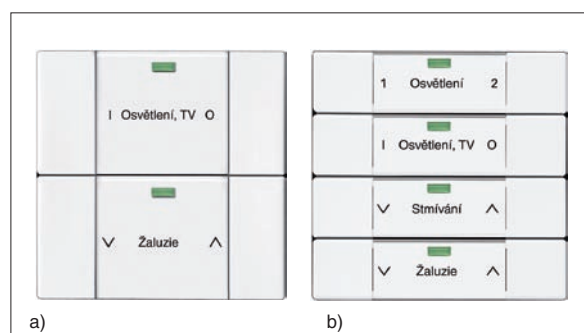 I Osvětlení, TV O
Žaluzie
a)
1 Osvětlení 2
I Osvětlení, TV O
Stmívání
Žaluzie
b)